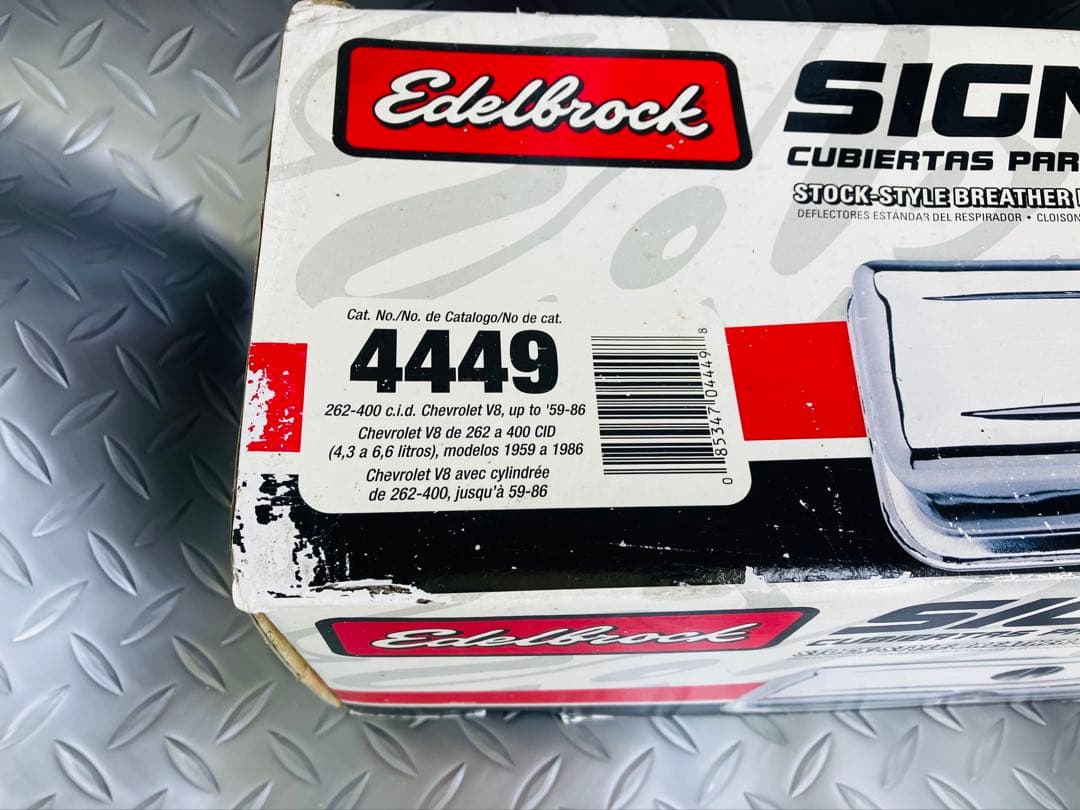 Edelbrock
SIGN
CUBIERTAS PAR
STOCK-STYLE BREATHER
DEFLECTORES ESTÁNDAR DEL RESPIRADOR • CLOISON
Cat. No./No. de Catalogo/No de cat.
4449
262-400 c.i.d. Chevrolet V8, up to '59-86
Chevrolet V8 de 262 a 400 CID
(4,3 a 6,6 litros), modelos 1959 a 1986
Chevrolet V8 avec cylindrée
de 262-400, jusqu'à 59-86
0 85347 04449 8
Edelbrock
CUBIERTAS